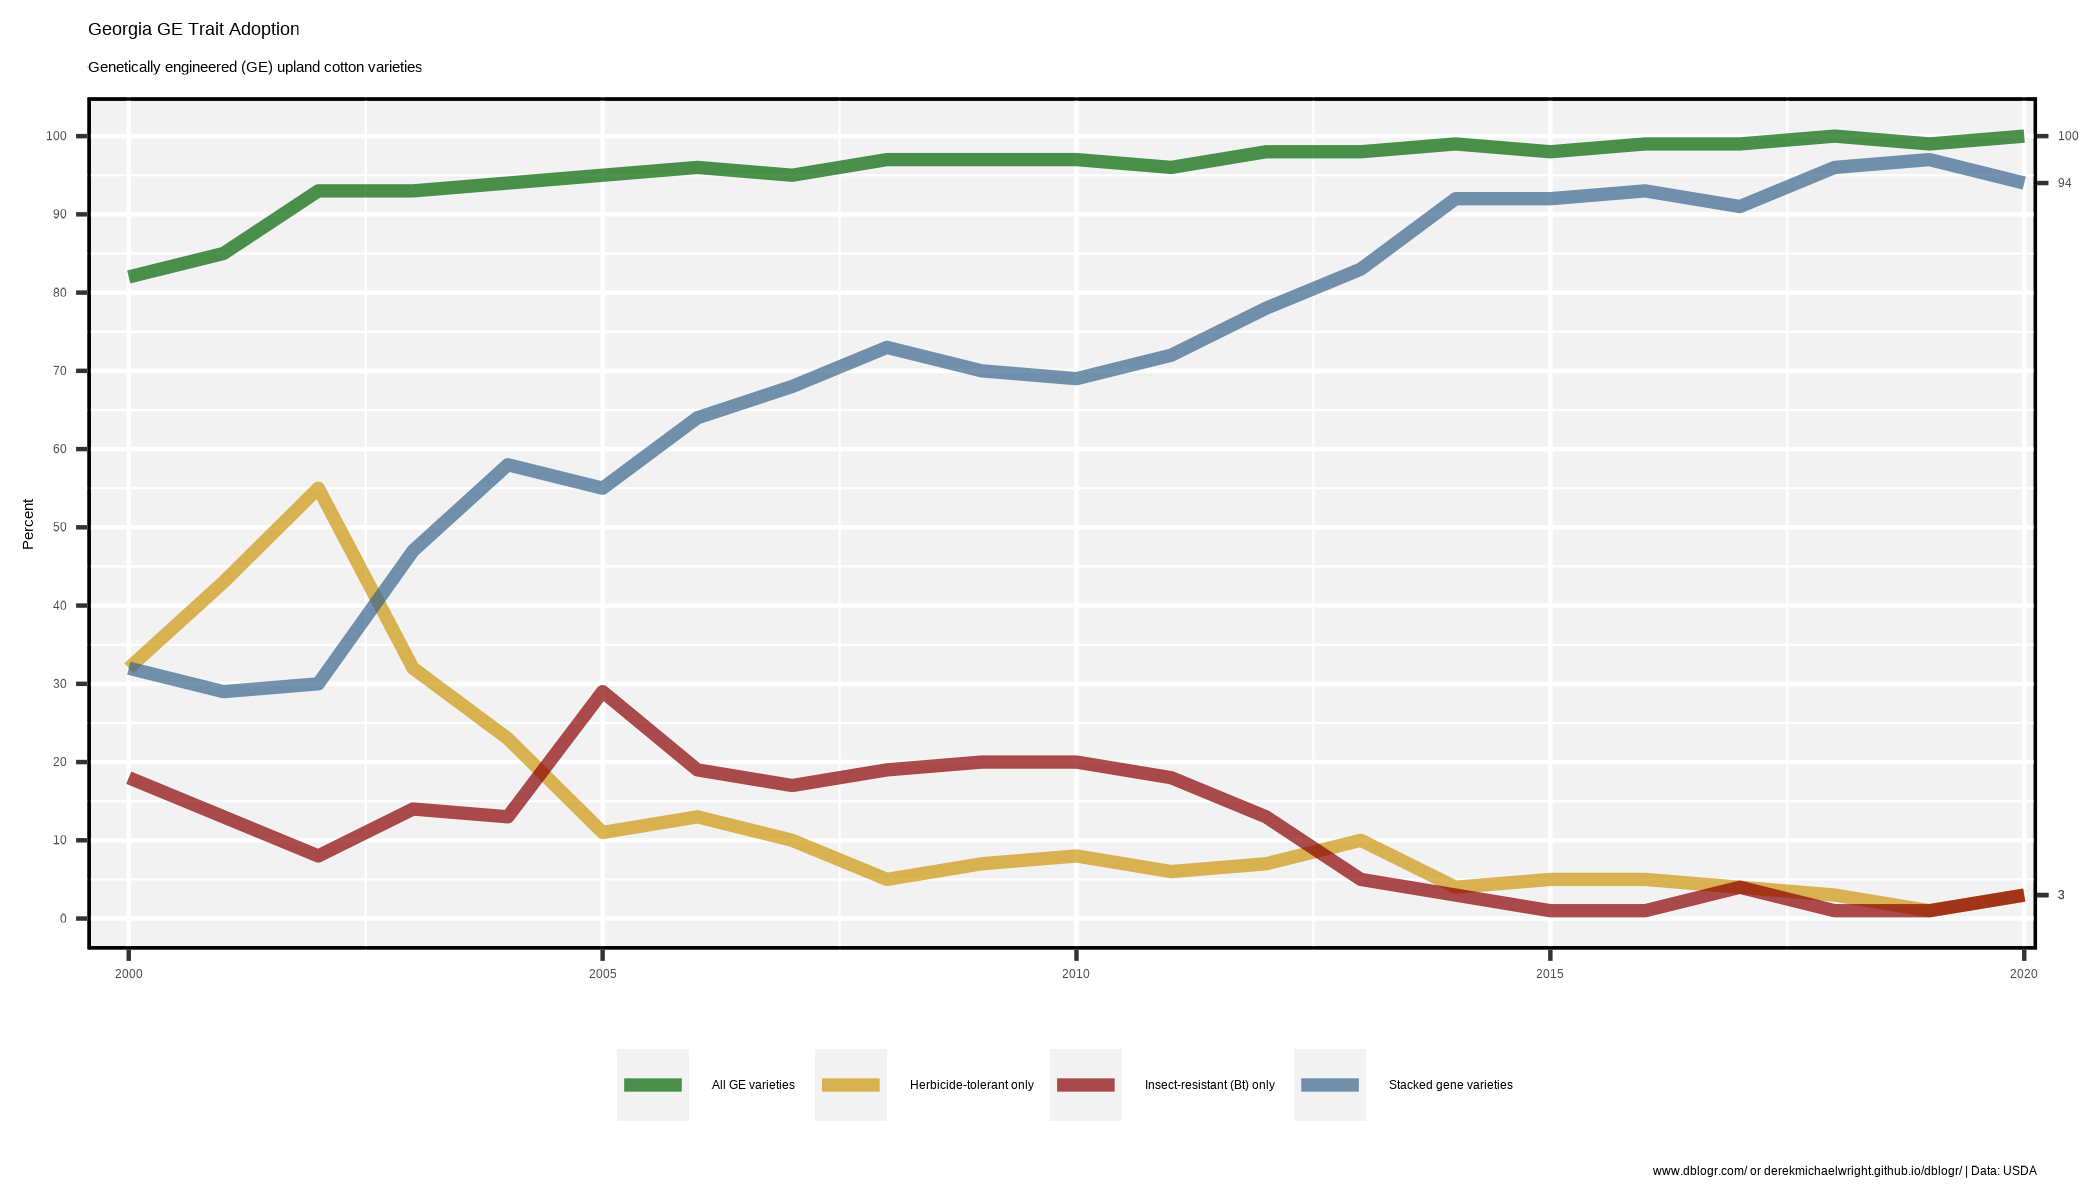 Georgia GE Trait Adoption
Genetically engineered (GE) upland cotton varieties
Percent
100
90
80
70
60
50
40
30
20
10
0
100
94
3
2000 2005 2010 2015 2020
All GE varieties Herbicide-tolerant only Insect-resistant (Bt) only Stacked gene varieties
www.dblogr.com/ or derekmichaelwright.github.io/dblogr/ | Data: USDA